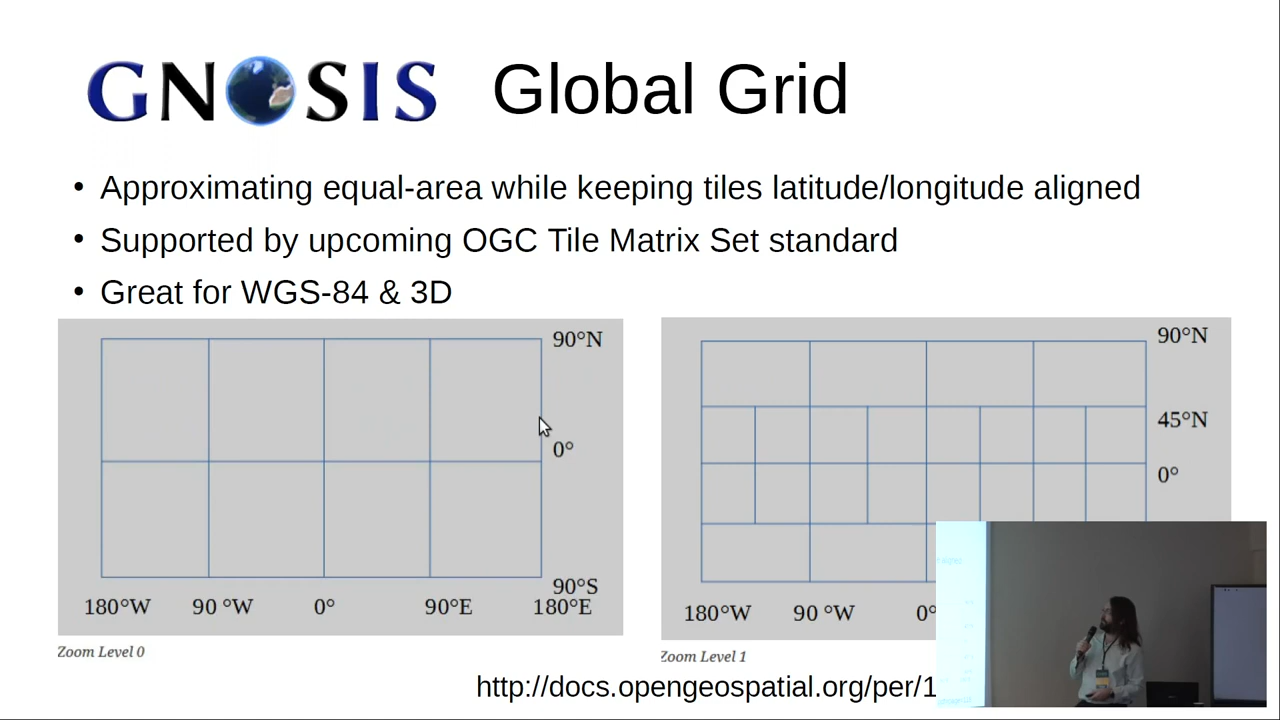 GNOSIS Global Grid
• Approximating equal-area while keeping tiles latitude/longitude aligned
• Supported by upcoming OGC Tile Matrix Set standard
• Great for WGS-84 & 3D
90°N
0°
90°S
180°W 90 °W 0° 90°E 180°E
Zoom Level 0
90°N
45°N
0°
180°W 90 °W 0°
Zoom Level 1
http://docs.opengeospatial.org/per/1